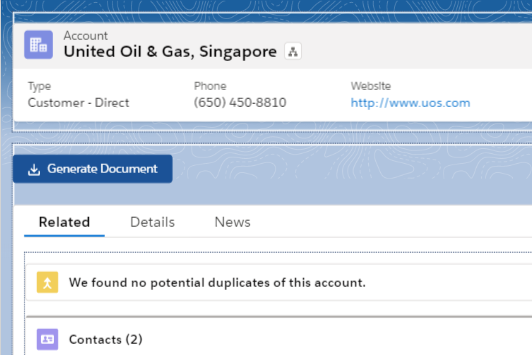 Account
United Oil & Gas, Singapore
Type Phone Website
Customer - Direct (650) 450-8810 http://www.uos.com
Generate Document
Related Details News
We found no potential duplicates of this account.
Contacts (2)